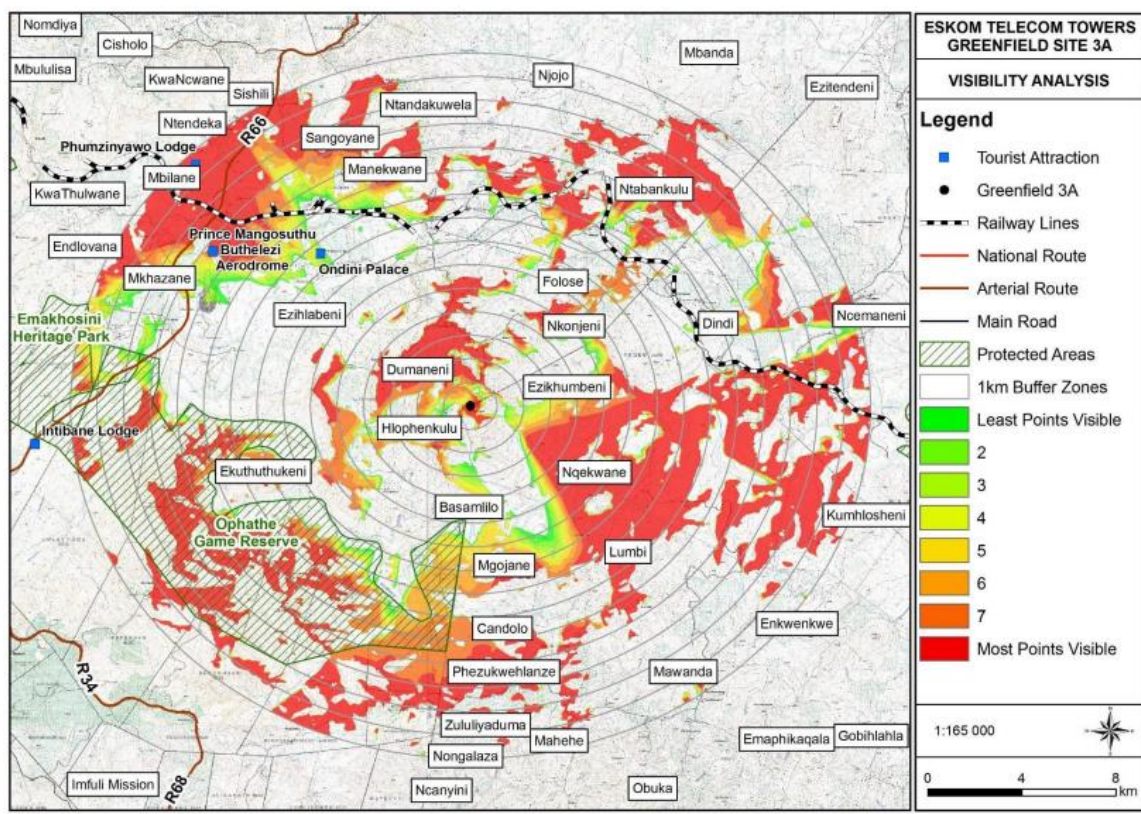 Nomdiya
Cisholo
Mbanda
Mbululisa
KwaNcwane
Njojo
Sishili
Ezitendeni
Ntandakuwela
Ntendeka
R66
Sangoyane
Phumzinyawo Lodge
Manekwane
Mbilane
KwaThulwane
Ntabankulu
Prince Mangosuthu
Buthelezi
Aerodrome
Endlovana
Ondini Palace
Mkhazane
Folose
Emakhosini
Heritage Park
Ezihlabeni
Nkonjeni
Dindi
Ncemaneni
Dumaneni
Ezikhumbeni
Intibane Lodge
Hlophenkulu
Ekuthuthukeni
Nqekwane
Basamlilo
Kumhlosheni
Ophathe
Game Reserve
Lumbi
Mgojane
Candolo
Enkwenkwe
Phezukwehlanze
Mawanda
R34
Zululiyaduma
Mahehe
Emaphikaqala
Gobihlahla
Nongalaza
Imfuli Mission
R68
Ncanyini
Obuka
ESKOM TELECOM TOWERS
GREENFIELD SITE 3A
VISIBILITY ANALYSIS
Legend
Tourist Attraction
Greenfield 3A
Railway Lines
National Route
Arterial Route
Main Road
Protected Areas
1km Buffer Zones
Least Points Visible
2
3
4
5
6
7
Most Points Visible
1:165 000
0 4 8
km